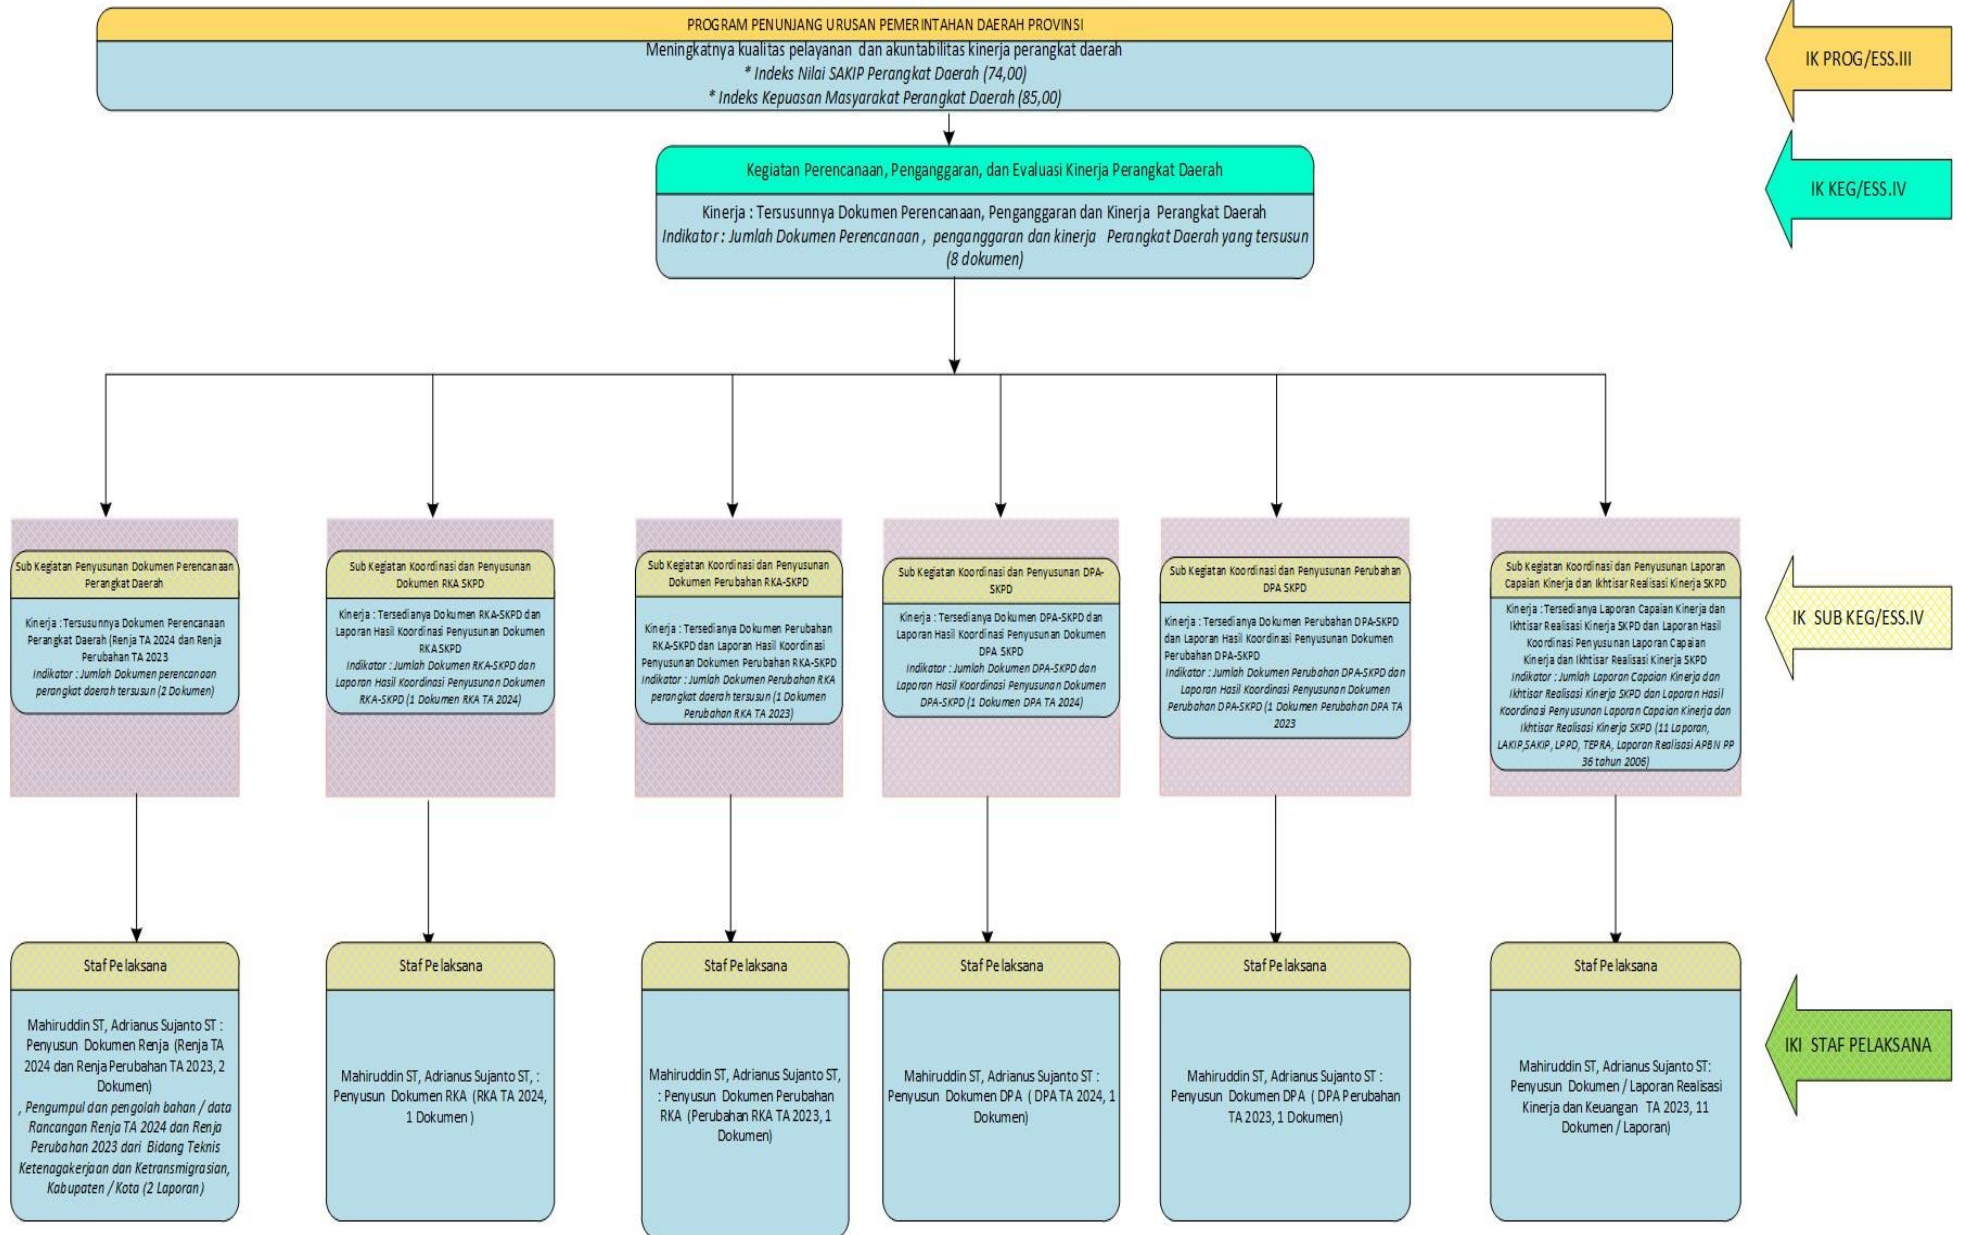 PROGRAM PENUNJANG URUSAN PEMERINTAHAN DAERAH PROVINSI
Meningkatnya kualitas pelayanan dan akuntabilitas kinerja perangkat daerah
* Indeks Nilai SAKIP Perangkat Daerah (74,00)
* Indeks Kepuasan Masyarakat Perangkat Daerah (85,00)
IK PROG/ESS.III
Kegiatan Perencanaan, Penganggaran, dan Evaluasi Kinerja Perangkat Daerah
Kinerja : Tersusunnya Dokumen Perencanaan, Penganggaran dan Kinerja Perangkat Daerah
Indikator : Jumlah Dokumen Perencanaan , penganggaran dan kinerja Perangkat Daerah yang tersusun
(8 dokumen)
IK KEG/ESS.IV
Sub Kegiatan Penyusunan Dokumen Perencanaan
Perangkat Daerah
Kinerja : Tersusunnya Dokumen Perencanaan
Perangkat Daerah (Renja TA 2024 dan Renja
Perubahan TA 2023
Indikator : Jumlah Dokumen perencanaan
perangkat daerah tersusun (2 Dokumen)
Sub Kegiatan Koordinasi dan Penyusunan
Dokumen RKA SKPD
Kinerja : Tersedianya Dokumen RKA-SKPD dan
Laporan Hasil Koordinasi Penyusunan Dokumen
RKA SKPD
Indikator : Jumlah Dokumen RKA-SKPD dan
Laporan Hasil Koordinasi Penyusunan Dokumen
RKA-SKPD (1 Dokumen RKA TA 2024)
Sub Kegiatan Koordinasi dan Penyusunan
Dokumen Perubahan RKA-SKPD
Kinerja : Tersedianya Dokumen Perubahan
RKA-SKPD dan Laporan Hasil Koordinasi
Penyusunan Dokumen Perubahan RKA-SKPD
Indikator : Jumlah Dokumen Perubahan RKA
perangkat daerah tersusun (1 Dokumen
Perubahan RKA TA 2023)
Sub Kegiatan Koordinasi dan Penyusunan DPA-
SKPD
Kinerja : Tersedianya Dokumen DPA-SKPD dan
Laporan Hasil Koordinasi Penyusunan Dokumen
DPA SKPD
Indikator : Jumlah Dokumen DPA-SKPD dan
Laporan Hasil Koordinasi Penyusunan Dokumen
DPA-SKPD (1 Dokumen DPA TA 2024)
Sub Kegiatan Koordinasi dan Penyusunan Perubahan
DPA SKPD
Kinerja : Tersedianya Dokumen Perubahan DPA-SKPD
dan Laporan Hasil Koordinasi Penyusunan Dokumen
Perubahan DPA-SKPD
Indikator : Jumlah Dokumen Perubahan DPA-SKPD dan
Laporan Hasil Koordinasi Penyusunan Dokumen
Perubahan DPA-SKPD (1 Dokumen Perubahan DPA TA
2023
Sub Kegiatan Koordinasi dan Penyusunan Laporan
Capaian Kinerja dan Ikhtisar Realisasi Kinerja SKPD
Kinerja : Tersedianya Laporan Capaian Kinerja dan
Ikhtisar Realisasi Kinerja SKPD dan Laporan Hasil
Koordinasi Penyusunan Laporan Capaian
Kinerja dan Ikhtisar Realisasi Kinerja SKPD
Indikator : Jumlah Laporan Capaian Kinerja dan
Ikhtisar Realisasi Kinerja SKPD dan Laporan Hasil
Koordinasi Penyusunan Laporan Capaian Kinerja dan
Ikhtisar Realisasi Kinerja SKPD (11 Laporan,
LAKIP,SAKIP, LPPD, TEPRA, Laporan Realisasi APBN PP
36 tahun 2006)
IK SUB KEG/ESS.IV
Staf Pelaksana
Mahiruddin ST, Adrianus Sujanto ST :
Penyusun Dokumen Renja (Renja TA
2024 dan Renja Perubahan TA 2023, 2
Dokumen)
, Pengumpul dan pengolah bahan / data
Rancangan Renja TA 2024 dan Renja
Perubahan 2023 dari Bidang Teknis
Ketenagakerjaan dan Ketransmigrasian,
Kabupaten / Kota (2 Laporan )
Staf Pelaksana
Mahiruddin ST, Adrianus Sujanto ST, :
Penyusun Dokumen RKA (RKA TA 2024,
1 Dokumen )
Staf Pelaksana
Mahiruddin ST, Adrianus Sujanto ST,
: Penyusun Dokumen Perubahan
RKA (Perubahan RKA TA 2023, 1
Dokumen)
Staf Pelaksana
Mahiruddin ST, Adrianus Sujanto ST :
Penyusun Dokumen DPA ( DPA TA 2024, 1
Dokumen)
Staf Pelaksana
Mahiruddin ST, Adrianus Sujanto ST :
Penyusun Dokumen DPA ( DPA Perubahan
TA 2023, 1 Dokumen)
Staf Pelaksana
Mahiruddin ST, Adrianus Sujanto ST:
Penyusun Dokumen / Laporan Realisasi
Kinerja dan Keuangan TA 2023, 11
Dokumen / Laporan)
IKI STAF PELAKSANA